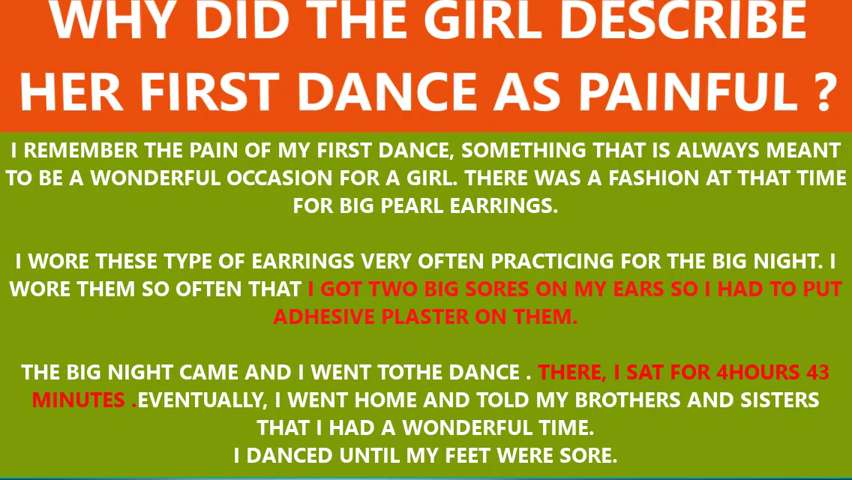 WHY DID THE GIRL DESCRIBE
HER FIRST DANCE AS PAINFUL ?
I REMEMBER THE PAIN OF MY FIRST DANCE, SOMETHING THAT IS ALWAYS MEANT
TO BE A WONDERFUL OCCASION FOR A GIRL. THERE WAS A FASHION AT THAT TIME
FOR BIG PEARL EARRINGS.
I WORE THESE TYPE OF EARRINGS VERY OFTEN PRACTICING FOR THE BIG NIGHT. I
WORE THEM SO OFTEN THAT I GOT TWO BIG SORES ON MY EARS SO I HAD TO PUT
ADHESIVE PLASTER ON THEM.
THE BIG NIGHT CAME AND I WENT TOTHE DANCE . THERE, I SAT FOR 4HOURS 43
MINUTES .EVENTUALLY, I WENT HOME AND TOLD MY BROTHERS AND SISTERS
THAT I HAD A WONDERFUL TIME.
I DANCED UNTIL MY FEET WERE SORE.